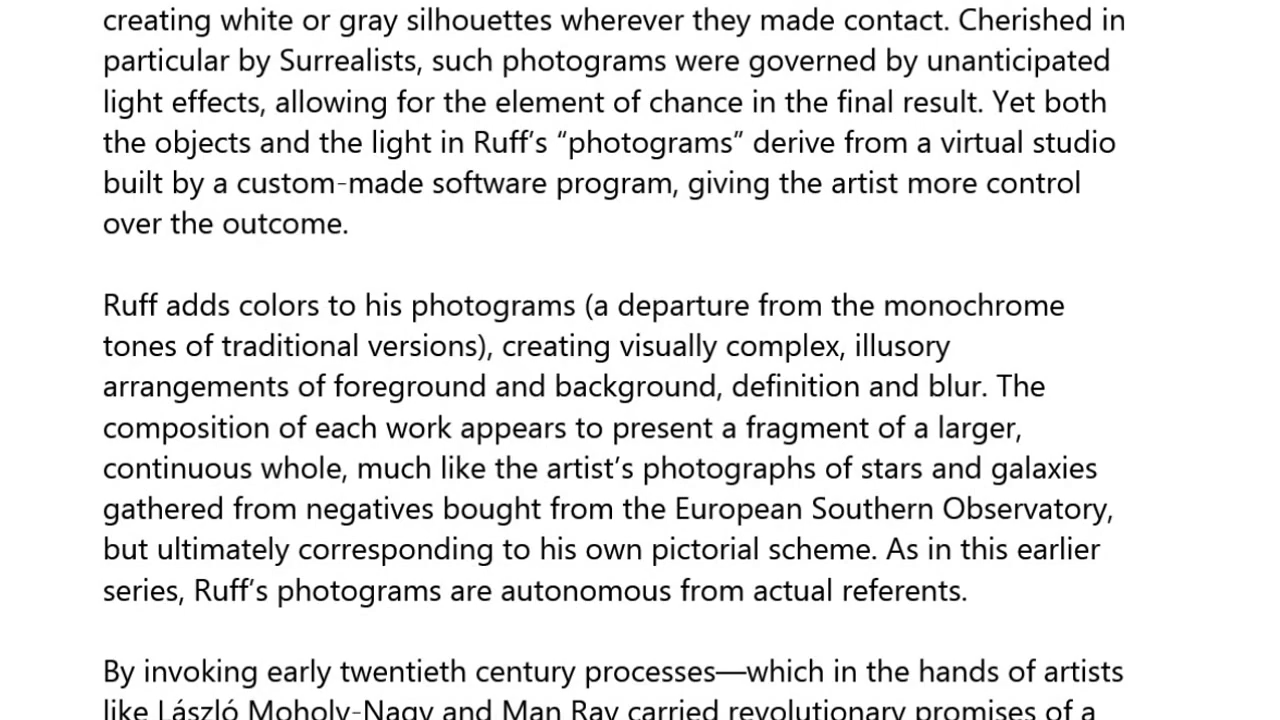 creating white or gray silhouettes wherever they made contact. Cherished in
particular by Surrealists, such photograms were governed by unanticipated
light effects, allowing for the element of chance in the final result. Yet both
the objects and the light in Ruff’s “photograms” derive from a virtual studio
built by a custom-made software program, giving the artist more control
over the outcome.
Ruff adds colors to his photograms (a departure from the monochrome
tones of traditional versions), creating visually complex, illusory
arrangements of foreground and background, definition and blur. The
composition of each work appears to present a fragment of a larger,
continuous whole, much like the artist’s photographs of stars and galaxies
gathered from negatives bought from the European Southern Observatory,
but ultimately corresponding to his own pictorial scheme. As in this earlier
series, Ruff’s photograms are autonomous from actual referents.
By invoking early twentieth century processes—which in the hands of artists
like László Moholy-Nagy and Man Ray carried revolutionary promises of a